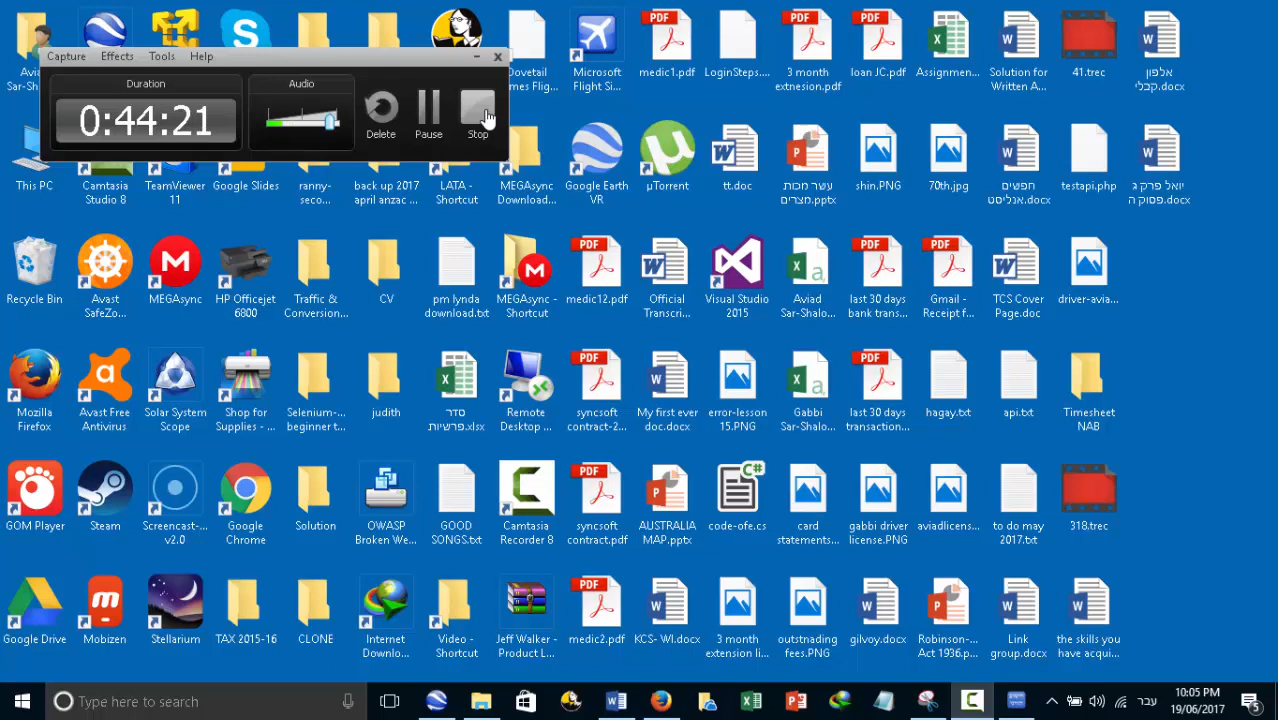 Capture Effects Tools Help
Duration
0:44:21
Audio
Delete
Pause
Stop
Sar-Sh...
Dovetail
Games Flig...
Microsoft
Flight Si...
medic1.pdf
LoginSteps....
3 month
extnesion.pdf
loan JC.pdf
Assignmen...
Solution for
Written A...
41.trec
אלפון
קבלי...
This PC
Camtasia
Studio 8
TeamViewer
11
Google Slides
ranny-
seco...
back up 2017
april anzac ...
LATA -
Shortcut
MEGAsync
Download...
Google Earth
VR
µTorrent
tt.doc
עשר מכות
מצרים.pptx
shin.PNG
70th.jpg
חפשים
אנליסט.docx
testapi.php
יואל פרק ג
פסוק ה.docx
Recycle Bin
Avast
SafeZo...
MEGAsync
HP Officejet
6800
Traffic &
Conversion...
CV
pm lynda
download.txt
MEGAsync -
Shortcut
medic12.pdf
Official
Transcri...
Visual Studio
2015
Aviad
Sar-Shalo...
last 30 days
bank trans...
Gmail -
Receipt f...
TCS Cover
Page.doc
driver-avia...
Mozilla
Firefox
Avast Free
Antivirus
Solar System
Scope
Shop for
Supplies - ...
Selenium-...
beginner t...
judith
סדר
פרשיות.xlsx
Remote
Desktop ...
syncsoft
contract-2...
My first ever
doc.docx
error-lesson
15.PNG
Gabbi
Sar-Shalo...
last 30 days
transaction...
hagay.txt
api.txt
Timesheet
NAB
GOM Player
Steam
Screencast-...
v2.0
Google
Chrome
Solution
OWASP
Broken We...
GOOD
SONGS.txt
Camtasia
Recorder 8
syncsoft
contract.pdf
AUSTRALIA
MAP.pptx
code-ofe.cs
card
statements...
gabbi driver
license.PNG
aviadlicens...
to do may
2017.txt
318.trec
Google Drive
Mobizen
Stellarium
TAX 2015-16
CLONE
Internet
Downlo...
Video -
Shortcut
Jeff Walker -
Product L...
medic2.pdf
KCS- WI.docx
3 month
extension li...
outstnading
fees.PNG
gilvoy.docx
Robinson-...
Act 1936.p...
Link
group.docx
the skills you
have acqui...
Type here to search
עבר
10:05 PM
19/06/2017
5